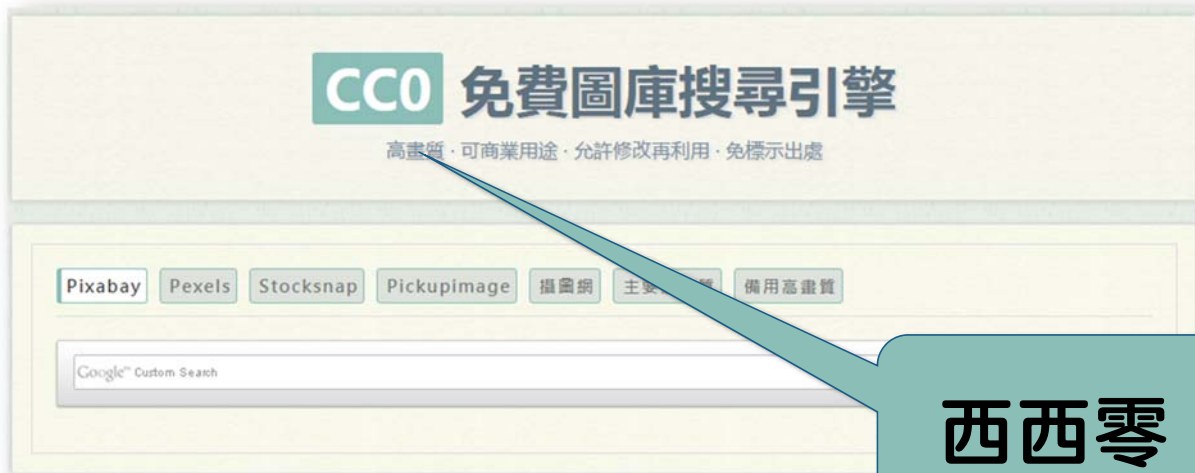 CC0 免費圖庫搜尋引擎
高畫質 · 可商業用途 · 允許修改再利用 · 免標示出處
Pixabay Pexels Stocksnap Pickupimage 攝圖網 主要 備用高畫質
Google™ Custom Search
西西零